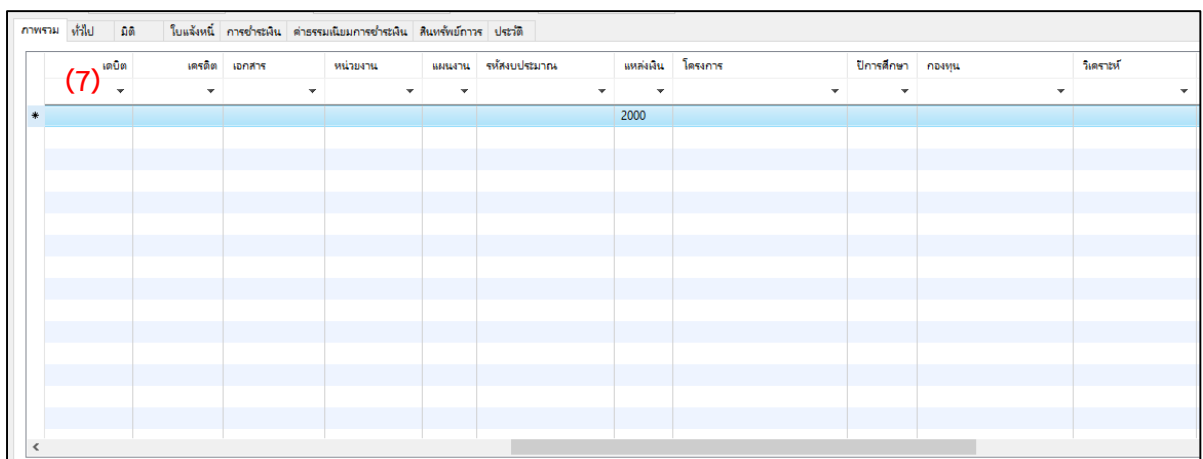 ภาพรวม ทั่วไป มิติ ใบแจ้งหนี้ การชำระเงิน ค่าธรรมเนียมการชำระเงิน สินทรัพย์ถาวร ประวัติ
เดบิต เครดิต เอกสาร หน่วยงาน แผนงาน รหัสงบประมาณ แหล่งเงิน โครงการ ปีการศึกษา กองทุน วิเคราะห์
(7)
2000